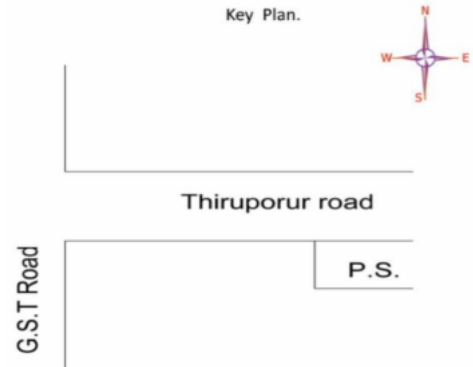 Key Plan.
N
W E
S
Thiruporur road
P.S.
G.S.T Road